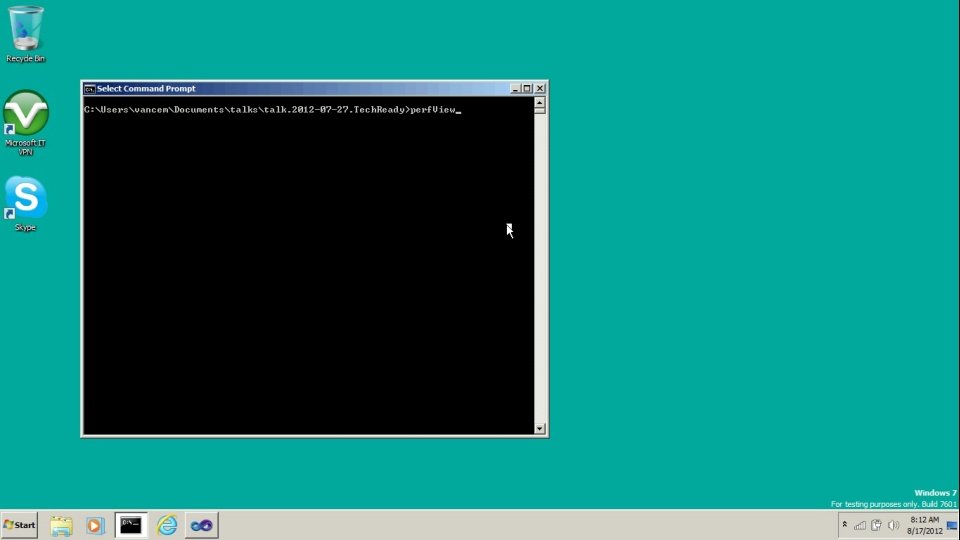 Recycle Bin
Microsoft IT
VPN
S
Skype
C:\ Select Command Prompt
C:\Users\vancem\Documents\talks\talk.2012-07-27.TechReady>perfView_
Windows 7
For testing purposes only. Build 7601
Start
C:\
8:12 AM
8/17/2012